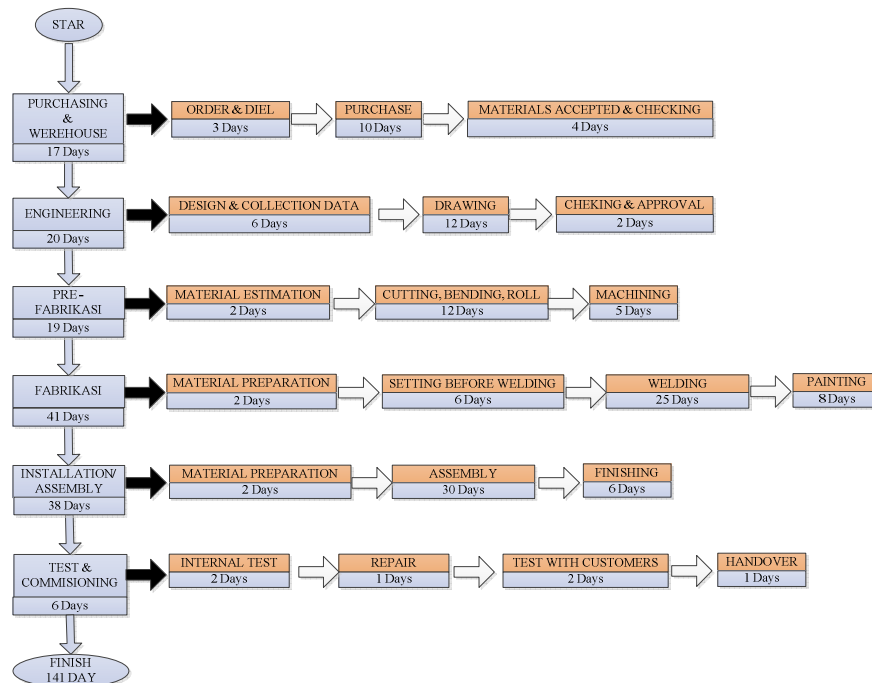 STAR
PURCHASING
&
WEREHOUSE
17 Days
ORDER & DIEL
3 Days
PURCHASE
10 Days
MATERIALS ACCEPTED & CHECKING
4 Days
ENGINEERING
20 Days
DESIGN & COLLECTION DATA
6 Days
DRAWING
12 Days
CHEKING & APPROVAL
2 Days
PRE-
FABRIKASI
19 Days
MATERIAL ESTIMATION
2 Days
CUTTING, BENDING, ROLL
12 Days
MACHINING
5 Days
FABRIKASI
41 Days
MATERIAL PREPARATION
2 Days
SETTING BEFORE WELDING
6 Days
WELDING
25 Days
PAINTING
8 Days
INSTALLATION/
ASSEMBLY
38 Days
MATERIAL PREPARATION
2 Days
ASSEMBLY
30 Days
FINISHING
6 Days
TEST &
COMMISIONING
6 Days
INTERNAL TEST
2 Days
REPAIR
1 Days
TEST WITH CUSTOMERS
2 Days
HANDOVER
1 Days
FINISH
141 DAY